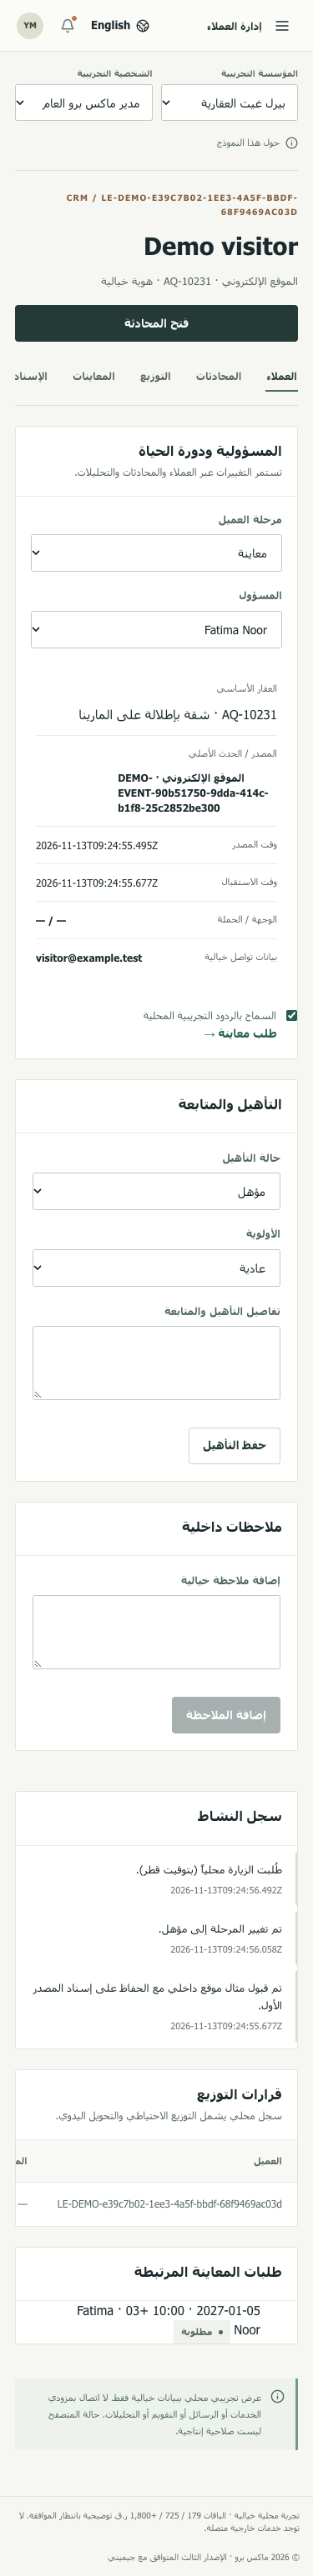 إدارة العملاء
English
YM
المؤسسة التجريبية
الشخصية التجريبية
بيرل غيت العقارية
مدير ماكس برو العام
حول هذا النموذج
CRM / LE-DEMO-E39C7B02-1EE3-4A5F-BBDF-
68F9469AC03D
Demo visitor
الموقع الإلكتروني · AQ-10231 · هوية خيالية
فتح المحادثة
العملاء
المحادثات
التوزيع
المعاينات
الإسناد
المسؤولية ودورة الحياة
تستمر التغييرات عبر العملاء والمحادثات والتحليلات.
مرحلة العميل
معاينة
المسؤول
Fatima Noor
العقار الأساسي
AQ-10231 · شقة بإطلالة على المارينا
المصدر / الحدث الأصلي
الموقع الإلكتروني · DEMO-
EVENT-90b51750-9dda-414c-
b1f8-25c2852be300
وقت المصدر
2026-11-13T09:24:55.495Z
وقت الاستقبال
2026-11-13T09:24:55.677Z
الوجهة / الحملة
— / —
بيانات تواصل خيالية
visitor@example.test
السماح بالردود التجريبية المحلية
طلب معاينة →
التأهيل والمتابعة
حالة التأهيل
مؤهل
الأولوية
عادية
تفاصيل التأهيل والمتابعة
حفظ التأهيل
ملاحظات داخلية
إضافة ملاحظة خيالية
إضافة الملاحظة
سجل النشاط
طُلبت الزيارة محلياً (بتوقيت قطر).
2026-11-13T09:24:56.492Z
تم تغيير المرحلة إلى مؤهل.
2026-11-13T09:24:56.058Z
تم قبول مثال موقع داخلي مع الحفاظ على إسناد المصدر
الأول.
2026-11-13T09:24:55.677Z
قرارات التوزيع
سجل محلي يشمل التوزيع الاحتياطي والتحويل اليدوي.
العميل
الم
LE-DEMO-e39c7b02-1ee3-4a5f-bbdf-68f9469ac03d
—
طلبات المعاينة المرتبطة
2027-01-05 · 10:00 +03 · Fatima
Noor • مطلوبة
عرض تجريبي محلي ببيانات خيالية فقط. لا اتصال بمزودي
الخدمات أو الرسائل أو التقويم أو التحليلات. حالة المتصفح
ليست صلاحية إنتاجية.
تجربة محلية خيالية · الباقات 179 / 725 / +1,800 ر.ق توضيحية بانتظار الموافقة. لا
توجد خدمات خارجية متصلة.
© 2026 ماكس برو · الإصدار الثالث المتوافق مع جيميني